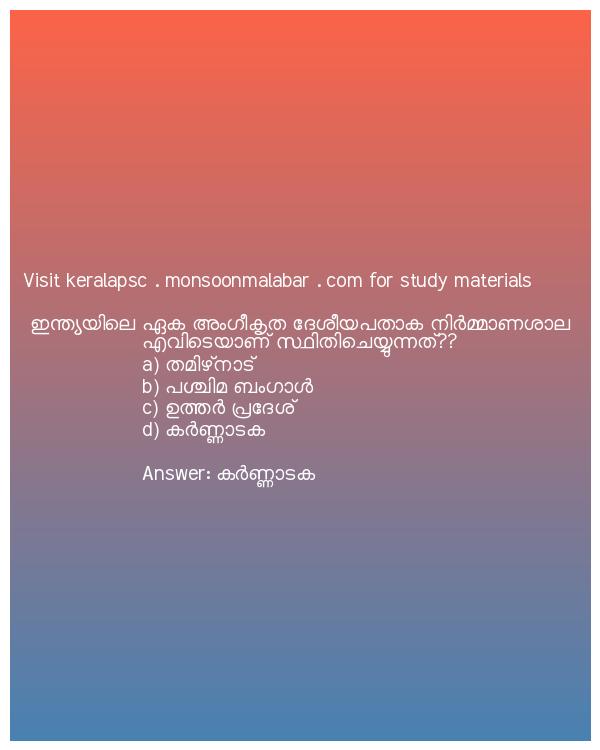 Visit keralapsc . monsoonmalabar . com for study materials
ഇന്ത്യയിലെ ഏക അംഗീകൃത ദേശീയപതാക നിർമ്മാണശാല
എവിടെയാണ് സ്ഥിതിചെയ്യുന്നത്??
a) തമിഴ്നാട്
b) പശ്ചിമ ബംഗാൾ
c) ഉത്തർ പ്രദേശ്
d) കർണ്ണാടക
Answer: കർണ്ണാടക